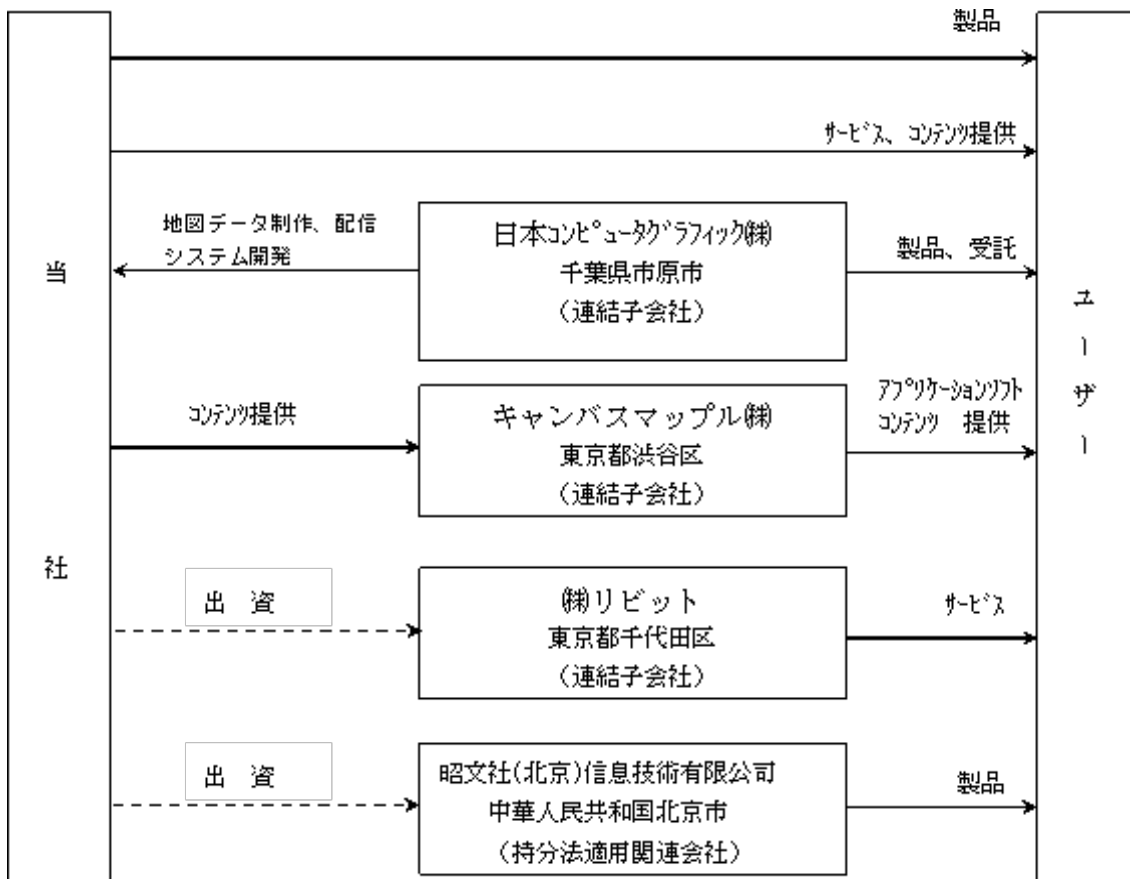 製品
ｻｰﾋﾞｽ、ｺﾝﾃﾝﾂ提供
地図データ制作、配信
システム開発
日本ｺﾝﾋﾟｭｰﾀｸﾞﾗﾌｨｯｸ㈱
千葉県市原市
（連結子会社）
製品、受託
当社
ユーザー
ｺﾝﾃﾝﾂ提供
キャンバスマップル㈱
東京都渋谷区
（連結子会社）
ｱﾌﾟﾘｹｰｼｮﾝｿﾌﾄ
ｺﾝﾃﾝﾂ　提供
出　資
㈱リビット
東京都千代田区
（連結子会社）
ｻｰﾋﾞｽ
出　資
昭文社(北京)信息技術有限公司
中華人民共和国北京市
（持分法適用関連会社）
製品